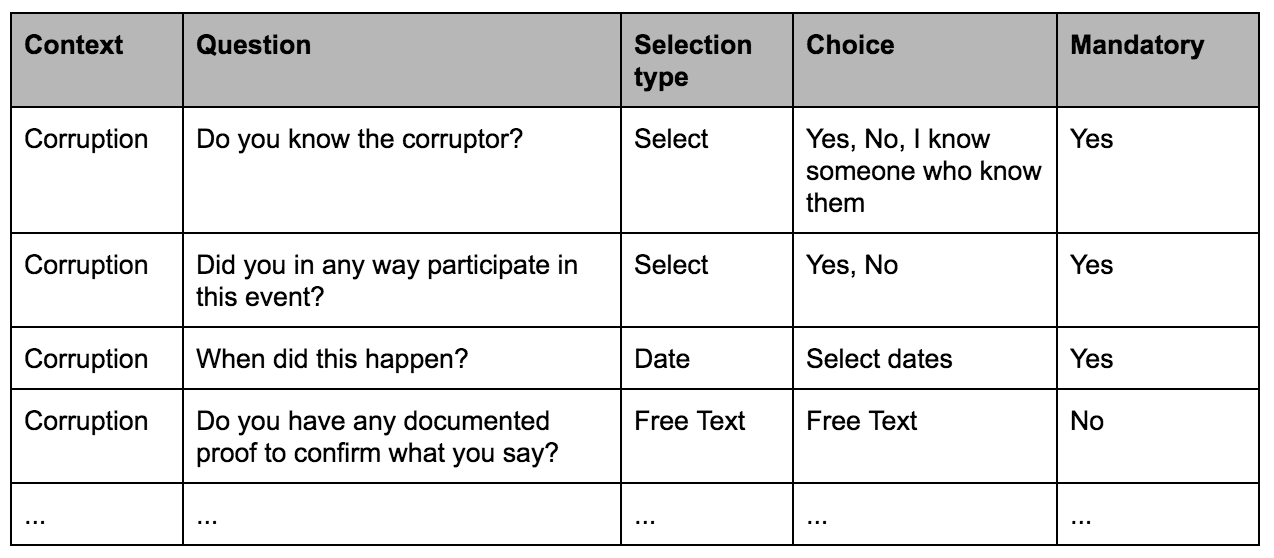 Context Question Selection type Choice Mandatory
Corruption Do you know the corruptor? Select Yes, No, I know someone who know them Yes
Corruption Did you in any way participate in this event? Select Yes, No Yes
Corruption When did this happen? Date Select dates Yes
Corruption Do you have any documented proof to confirm what you say? Free Text Free Text No
... ... ... ... ...